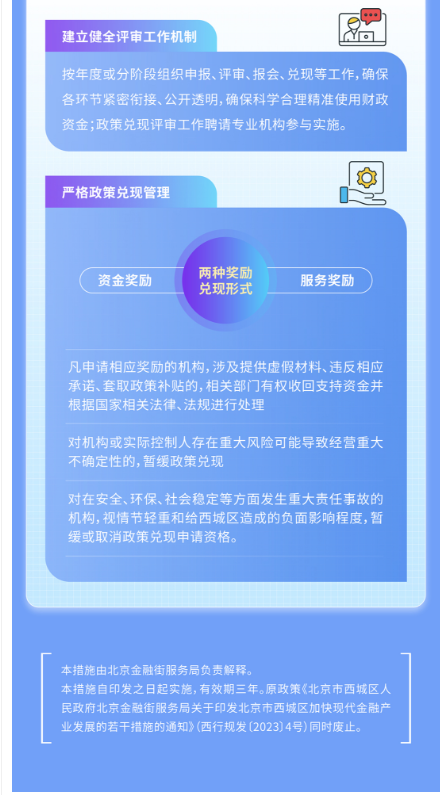 建立健全评审工作机制
按年度或分阶段组织申报、评审、报会、兑现等工作,确保
各环节紧密衔接、公开透明,确保科学合理精准使用财政
资金;政策兑现评审工作聘请专业机构参与实施。
严格政策兑现管理
资金奖励
两种奖励
兑现形式
服务奖励
凡申请相应奖励的机构,涉及提供虚假材料、违反相应
承诺、套取政策补贴的,相关部门有权收回支持资金并
根据国家相关法律、法规进行处理
对机构或实际控制人存在重大风险可能导致经营重大
不确定性的,暂缓政策兑现
对在安全、环保、社会稳定等方面发生重大责任事故的
机构,视情节轻重和给西城区造成的负面影响程度,暂
缓或取消政策兑现申请资格。
本措施由北京金融街服务局负责解释。
本措施自印发之日起实施,有效期三年。原政策《北京市西城区人
民政府北京金融街服务局关于印发北京市西城区加快现代金融产
业发展的若干措施的通知》(西行规发〔2023〕4号)同时废止。